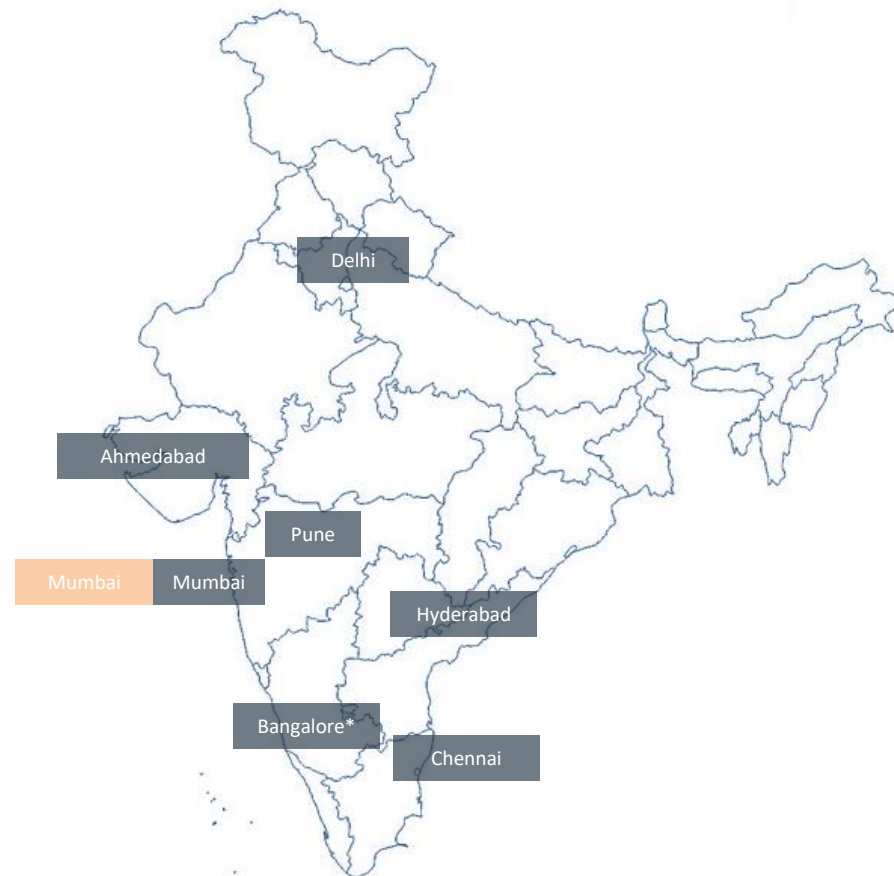 Delhi
Ahmedabad
Pune
Mumbai
Mumbai
Hyderabad
Bangalore*
Chennai